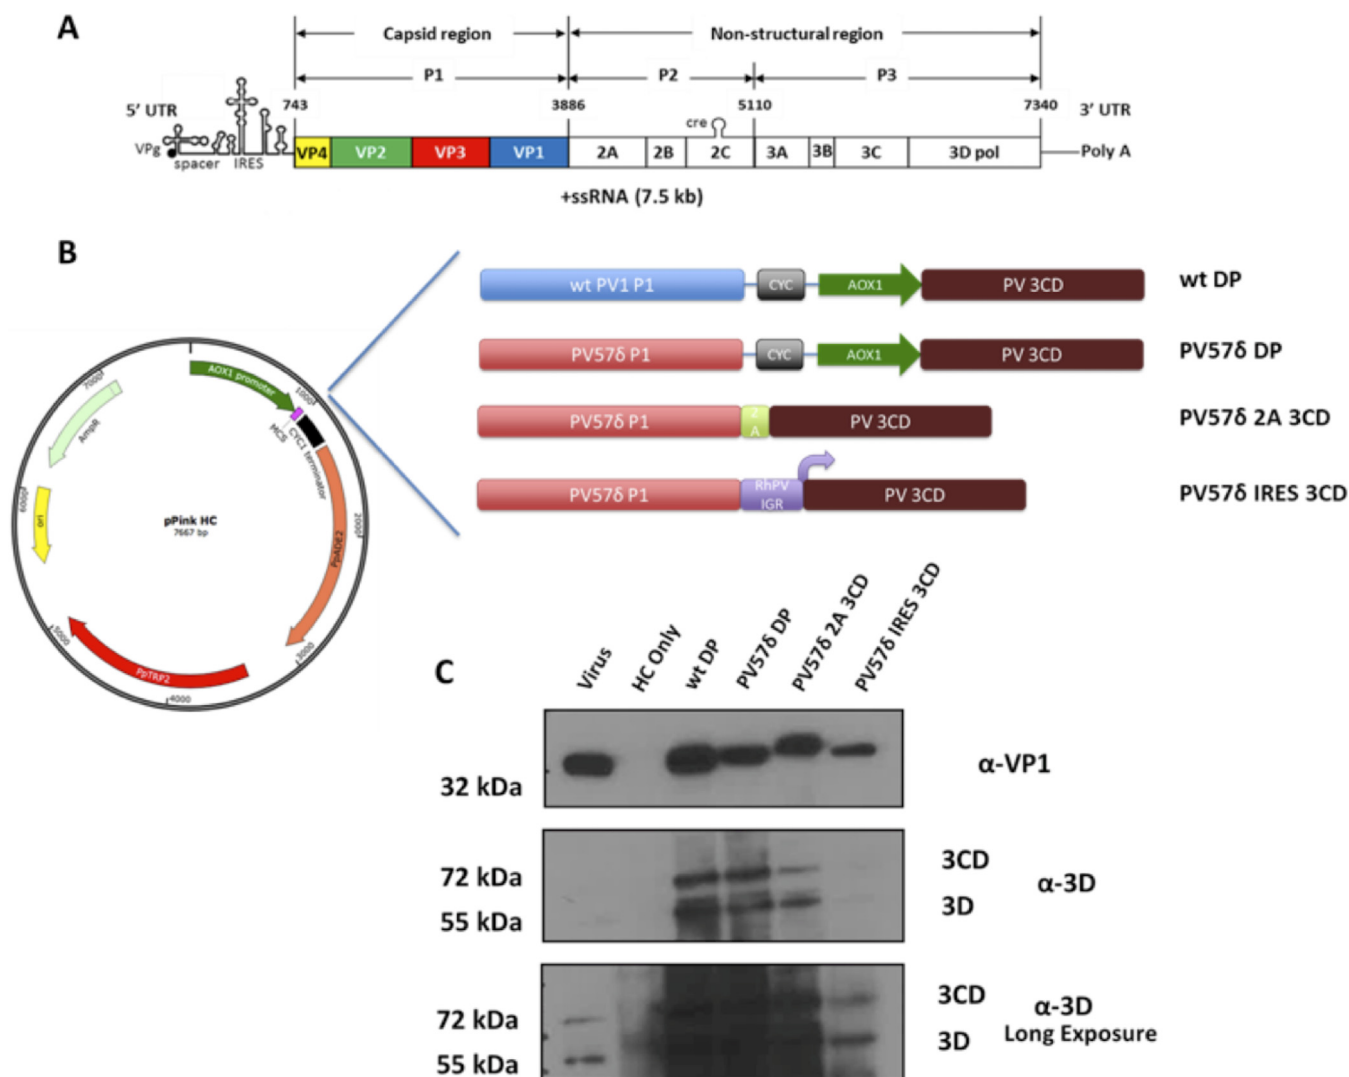 A
Capsid region
Non-structural region
P1
P2
P3
5’ UTR
743
3886
5110
7340
3’ UTR
cre
VPg
spacer
IRES
VP4
VP2
VP3
VP1
2A
2B
2C
3A
3B
3C
3D pol
Poly A
+ssRNA (7.5 kb)
B
wt PV1 P1
CYC
AOX1
PV 3CD
wt DP
PV57δ P1
CYC
AOX1
PV 3CD
PV57δ DP
PV57δ P1
2
A
PV 3CD
PV57δ 2A 3CD
PV57δ P1
RhPV
IGR
PV 3CD
PV57δ IRES 3CD
AOX1 promoter
1000
MCS
CYC1 terminator
2000
PpADE2
3000
4000
PpTRP2
5000
6000
ori
7000
AmpR
pPink HC
7667 bp
C
Virus
HC Only
wt DP
PV57δ DP
PV57δ 2A 3CD
PV57δ IRES 3CD
32 kDa
α-VP1
72 kDa
55 kDa
3CD
3D
α-3D
72 kDa
55 kDa
3CD
3D
α-3D
Long Exposure